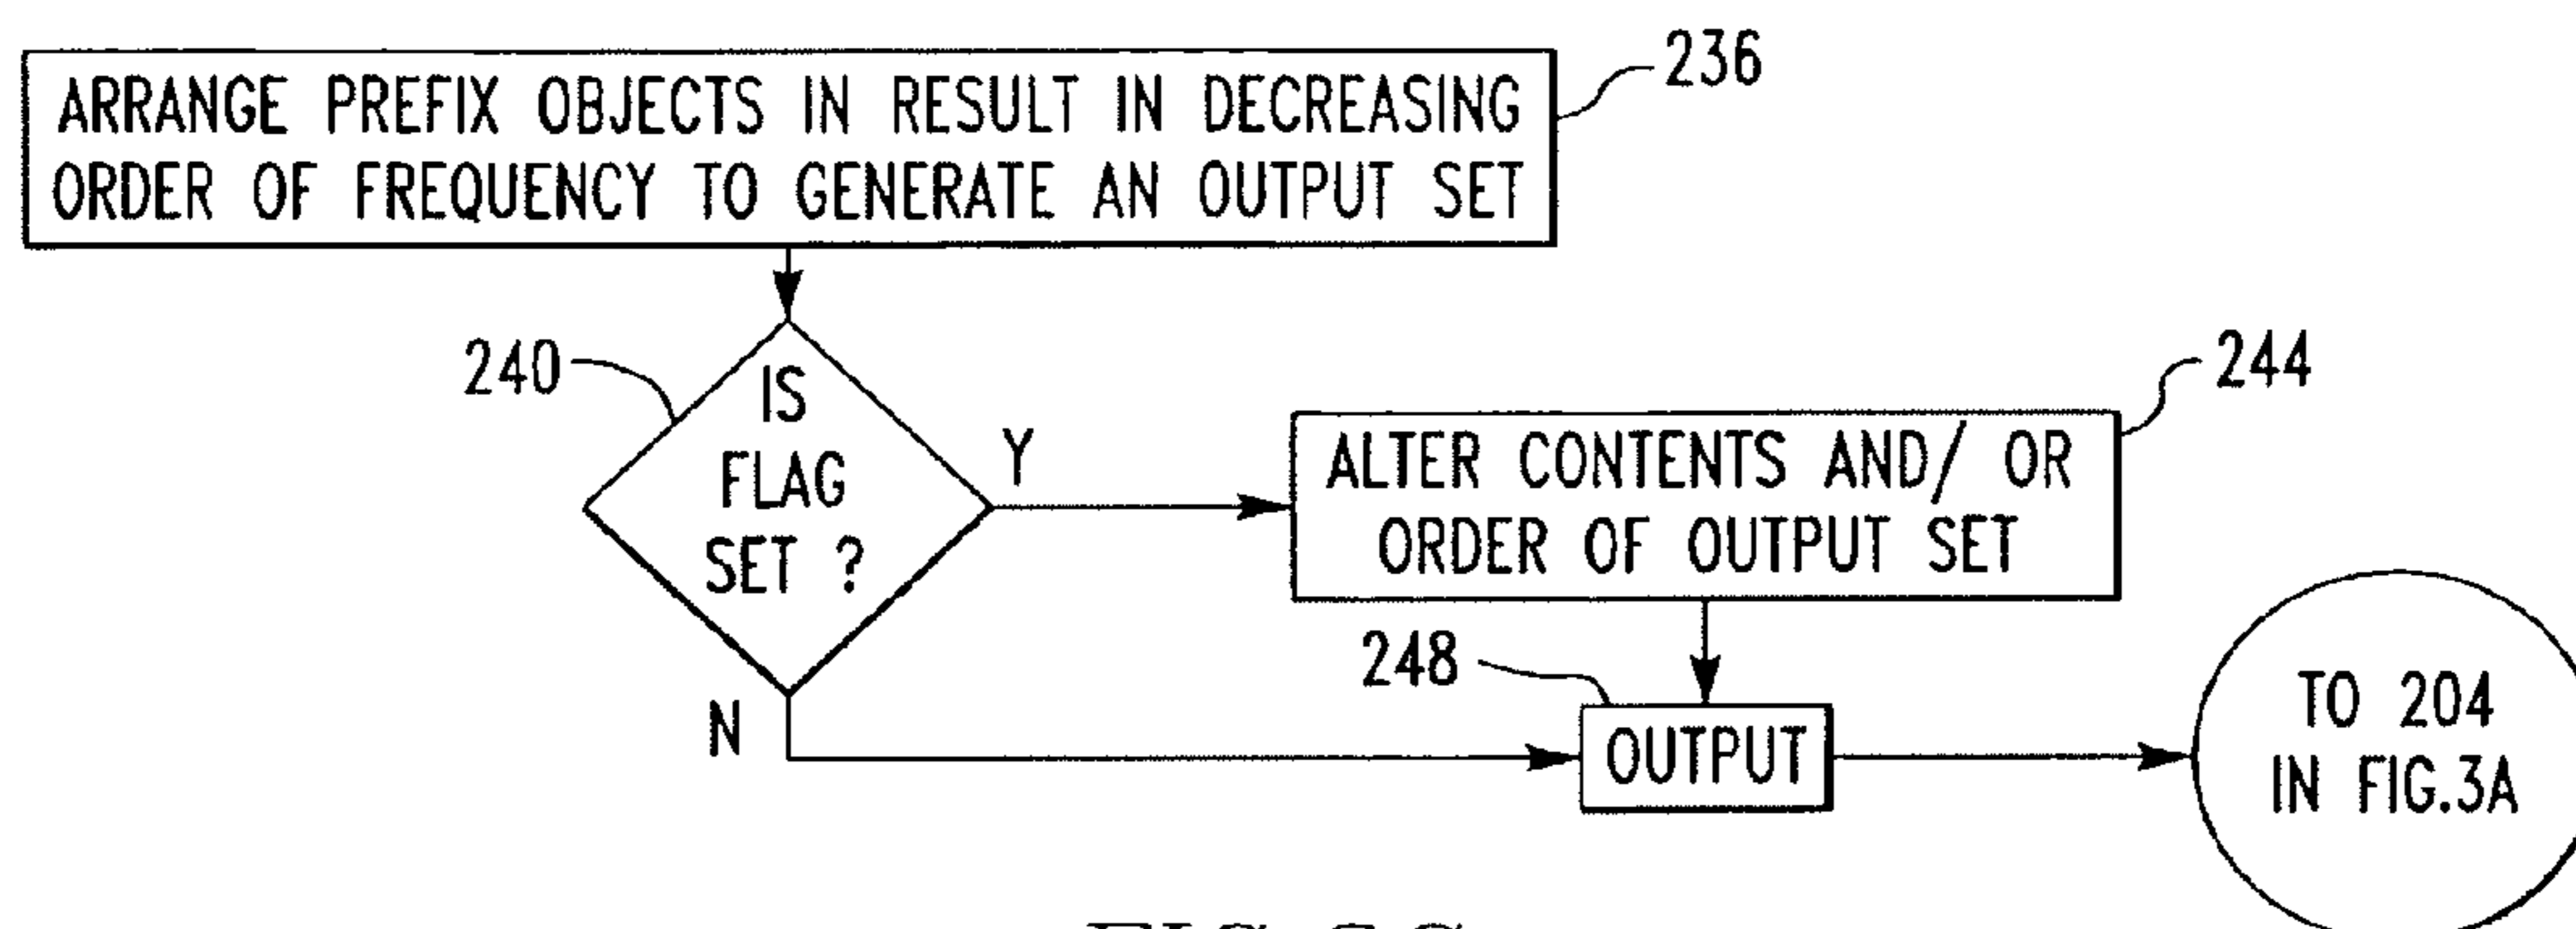 ARRANGE PREFIX OBJECTS IN RESULT IN DECREASING
ORDER OF FREQUENCY TO GENERATE AN OUTPUT SET
236
240
IS
FLAG
SET ?
Y
N
244
ALTER CONTENTS AND/ OR
ORDER OF OUTPUT SET
248
OUTPUT
TO 204
IN FIG.3A